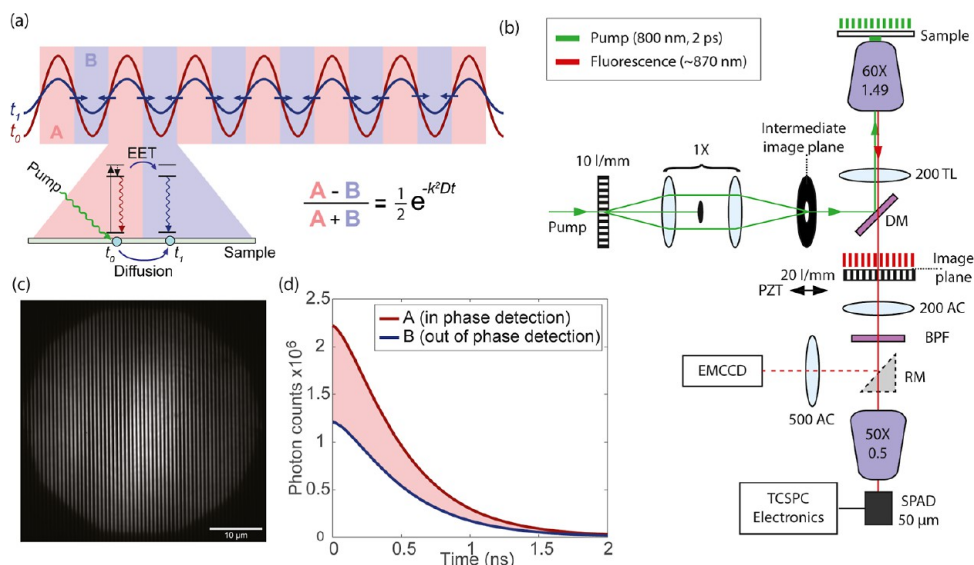 (a)
B
t1
t0
A
EET
Pump
t0
t1
Sample
Diffusion
A - B
A + B
= 1/2 e^-k²Dt
(b)
Pump (800 nm, 2 ps)
Fluorescence (~870 nm)
Sample
60X
1.49
Intermediate
image plane
10 l/mm
1X
200 TL
Pump
DM
Image
plane
20 l/mm
PZT
200 AC
BPF
EMCCD
RM
500 AC
50X
0.5
TCSPC
Electronics
SPAD
50 µm
(c)
10 µm
(d)
2.5
2
1.5
1
0.5
0
Photon counts x10^6
A (in phase detection)
B (out of phase detection)
0
0.5
1
1.5
2
Time (ns)